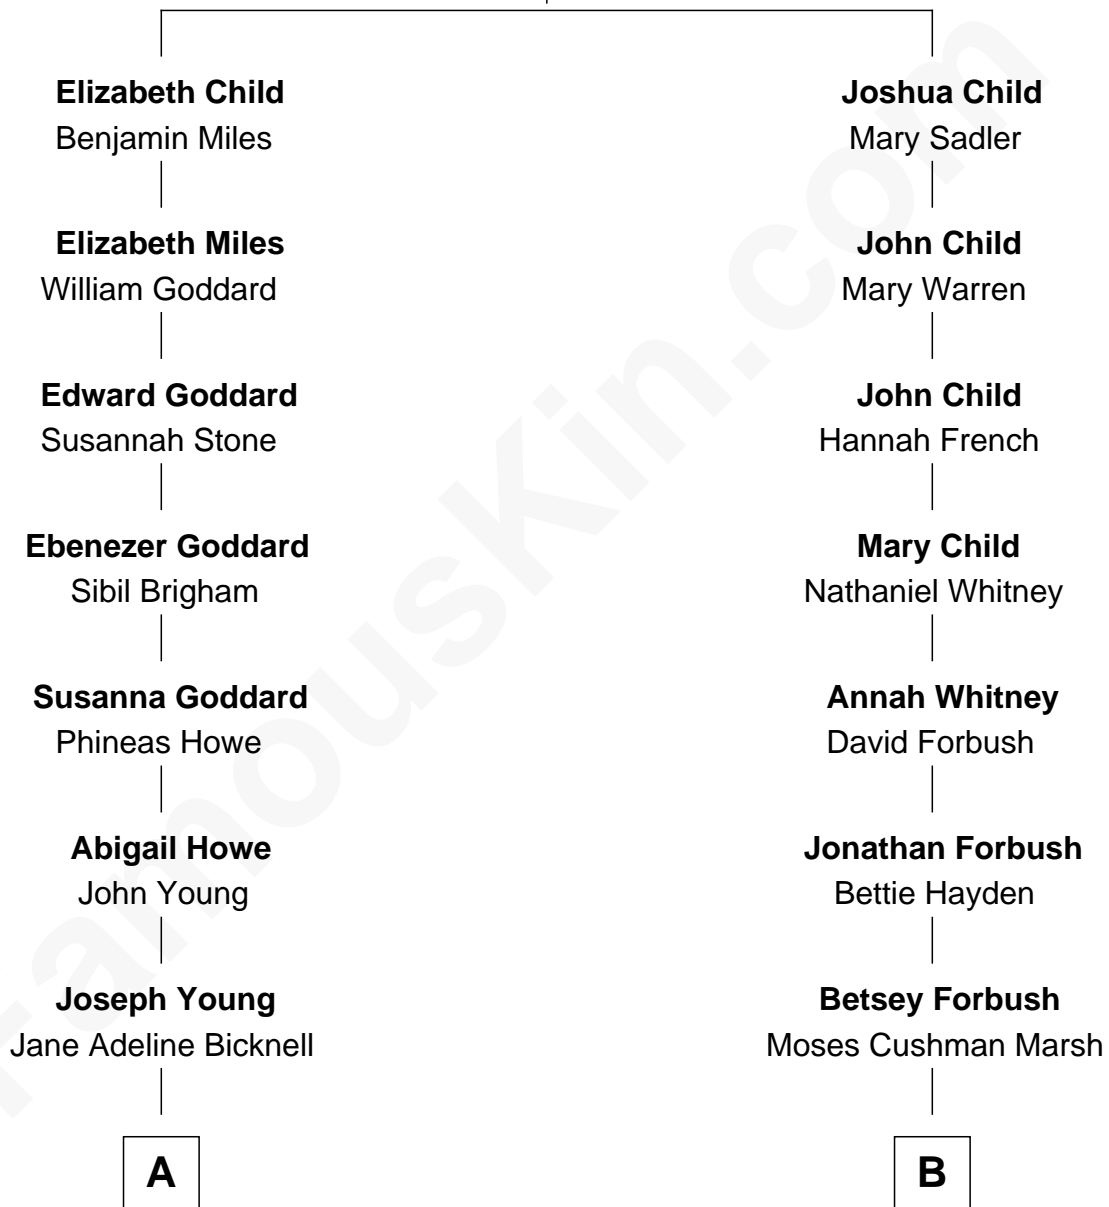 Elizabeth Child
Benjamin Miles
Elizabeth Miles
William Goddard
Edward Goddard
Susannah Stone
Ebenezer Goddard
Sibil Brigham
Susanna Goddard
Phineas Howe
Abigail Howe
John Young
Joseph Young
Jane Adeline Bicknell
A
Joshua Child
Mary Sadler
John Child
Mary Warren
John Child
Hannah French
Mary Child
Nathaniel Whitney
Annah Whitney
David Forbush
Jonathan Forbush
Bettie Hayden
Betsey Forbush
Moses Cushman Marsh
B
FamousKin.com